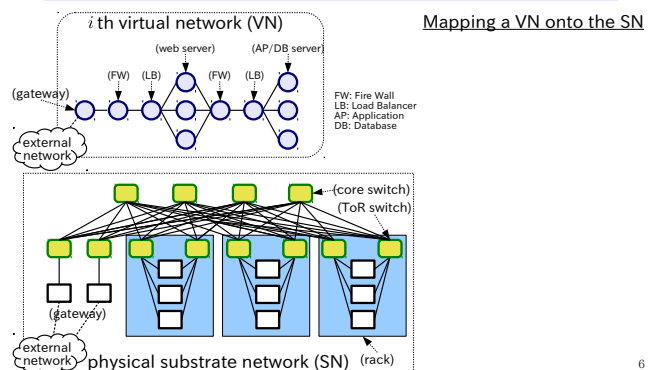 i th virtual network (VN)
Mapping a VN onto the SN
(web server)
(AP/DB server)
(FW)
(LB)
(FW)
(LB)
(gateway)
FW: Fire Wall
LB: Load Balancer
AP: Application
DB: Database
external
network
(core switch)
(ToR switch)
(gateway)
external
network
physical substrate network (SN)
(rack)
6